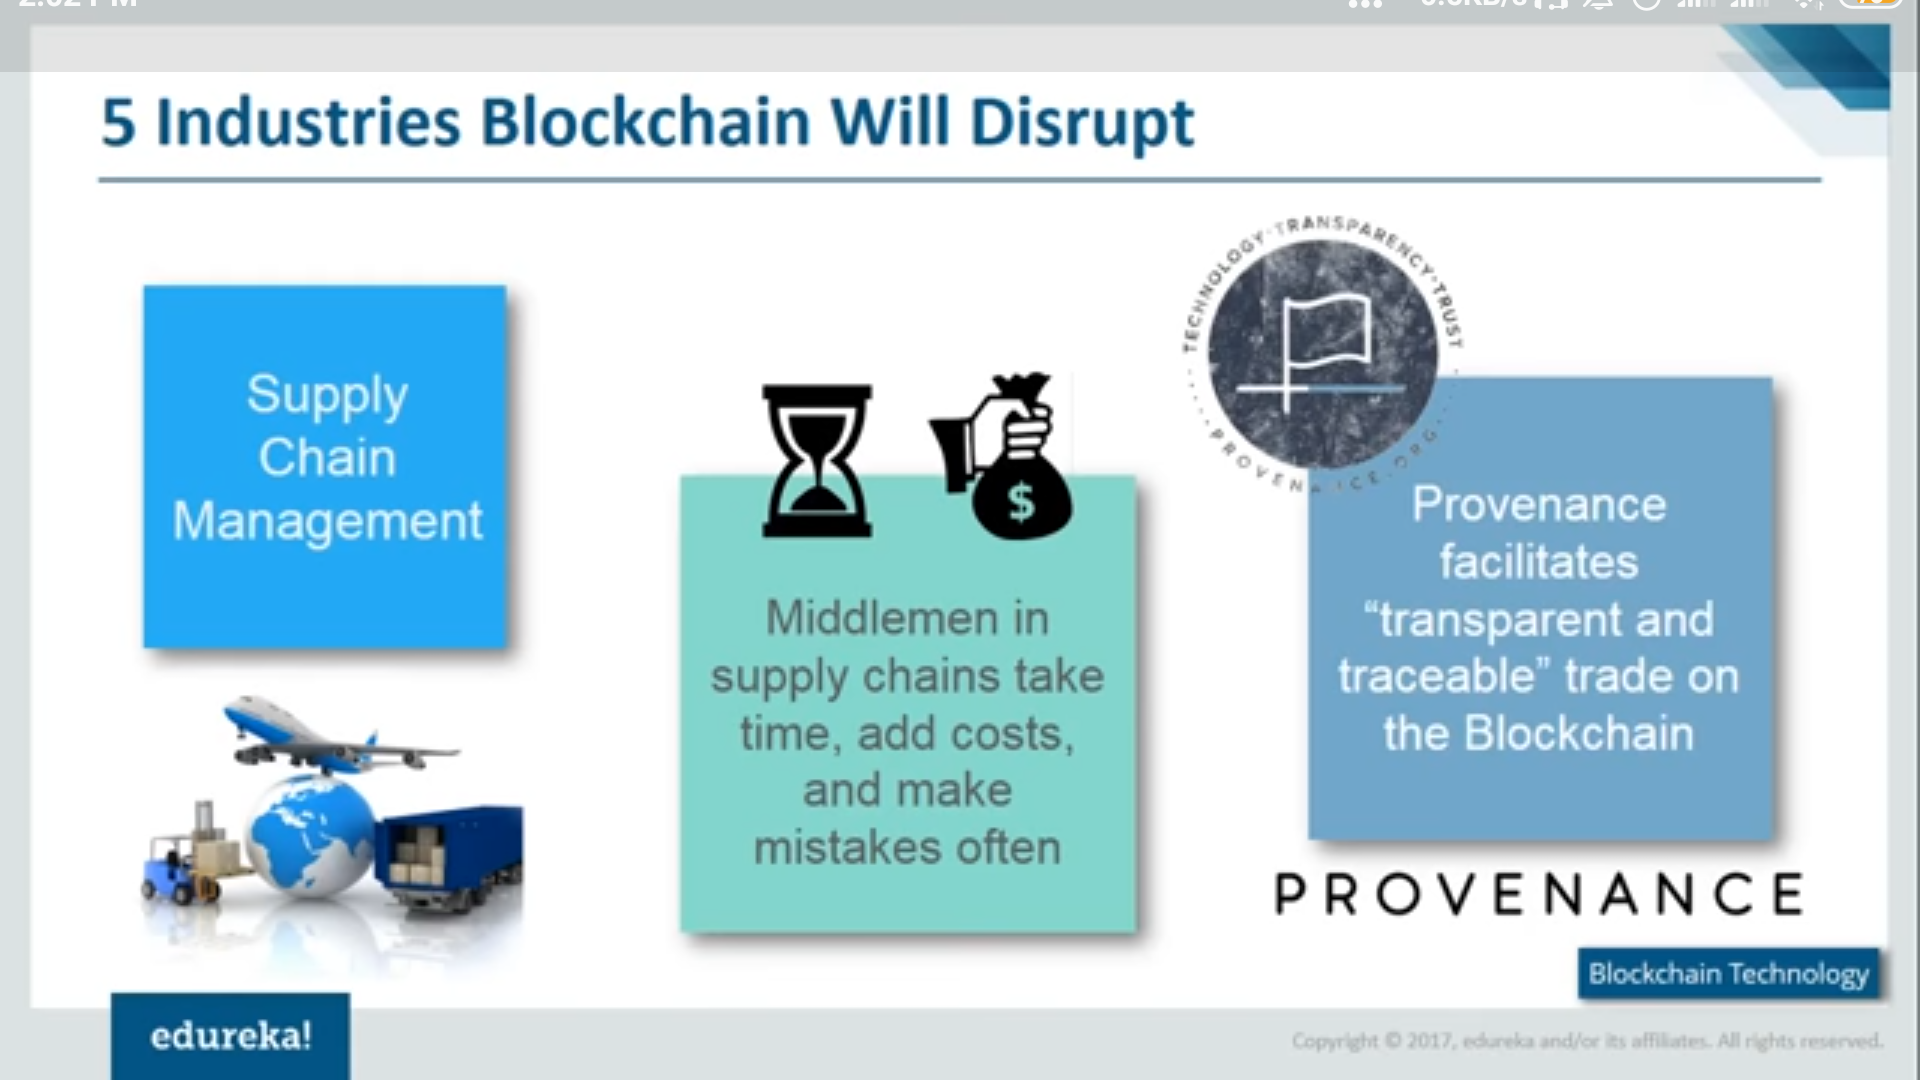 5 Industries Blockchain Will Disrupt
Supply
Chain
Management
$
Middlemen in
supply chains take
time, add costs,
and make
mistakes often
TECHNOLOGY·TRANSPARENCY·TRUST
PROVENANCE.ORG
Provenance
facilitates
“transparent and
traceable” trade on
the Blockchain
PROVENANCE
Blockchain Technology
edureka!
Copyright © 2017, edureka and/or its affiliates. All rights reserved.